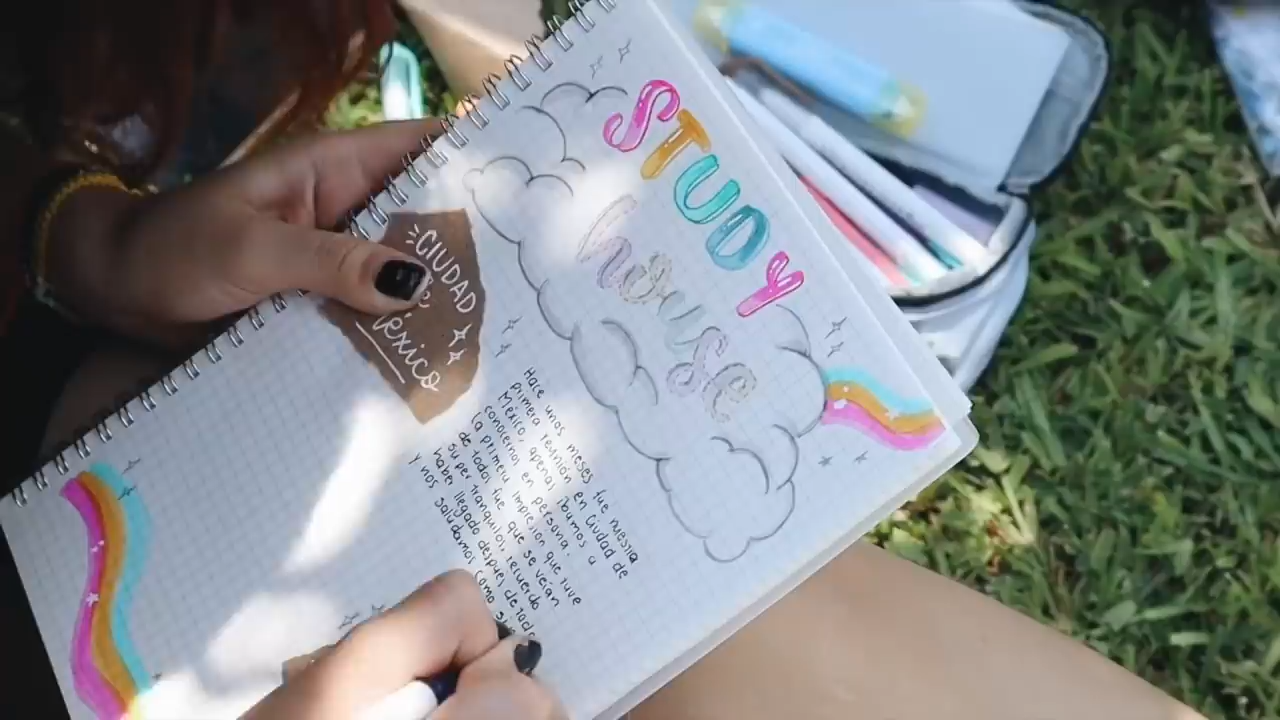 STUDY
house
CIUDAD
de
México
Hace unos meses fue nuestra
primera reunión en Ciudad de
México, apenas íbamos a
conocernos en persona.
La primera impresión que tuve
de todos fue que se veían
super tranquilos, recuerdo
haber llegado después de todos
y nos saludamos como